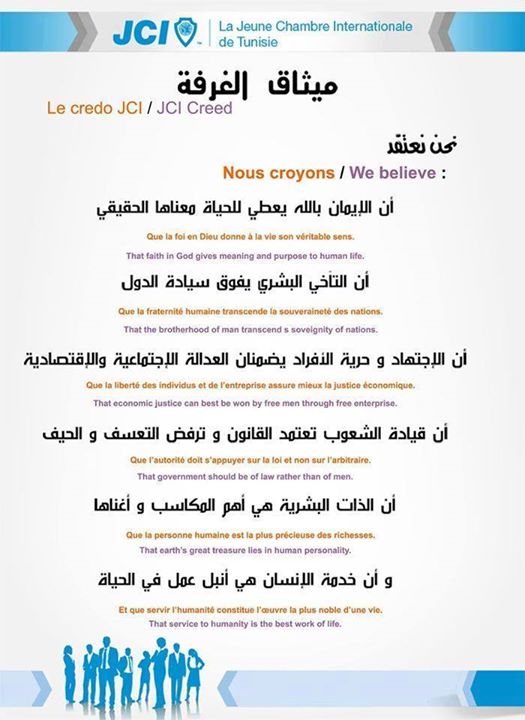 JCI TM
La Jeune Chambre Internationale
de Tunisie
ميثاق الغرفة
Le credo JCI / JCI Creed
نحن نعتقد
Nous croyons / We believe :
أن الإيمان بالله يعطي للحياة معناها الحقيقي
Que la foi en Dieu donne à la vie son véritable sens.
That faith in God gives meaning and purpose to human life.
أن التآخي البشري يفوق سيادة الدول
Que la fraternité humaine transcende la souveraineté des nations.
That the brotherhood of man transcend s soveignity of nations.
أن الإجتهاد و حرية الأفراد يضمنان العدالة الإجتماعية والإقتصادية
Que la liberté des individus et de l'entreprise assure mieux la justice économique.
That economic justice can best be won by free men through free enterprise.
أن قيادة الشعوب تعتمد القانون و ترفض التعسف و الحيف
Que l'autorité doit s'appuyer sur la loi et non sur l'arbitraire.
That government should be of law rather than of men.
أن الذات البشرية هي أهم المكاسب و أغناها
Que la personne humaine est la plus précieuse des richesses.
That earth's great treasure lies in human personality.
و أن خدمة الإنسان هي أنبل عمل في الحياة
Et que servir l'humanité constitue l'œuvre la plus noble d'une vie.
That service to humanity is the best work of life.